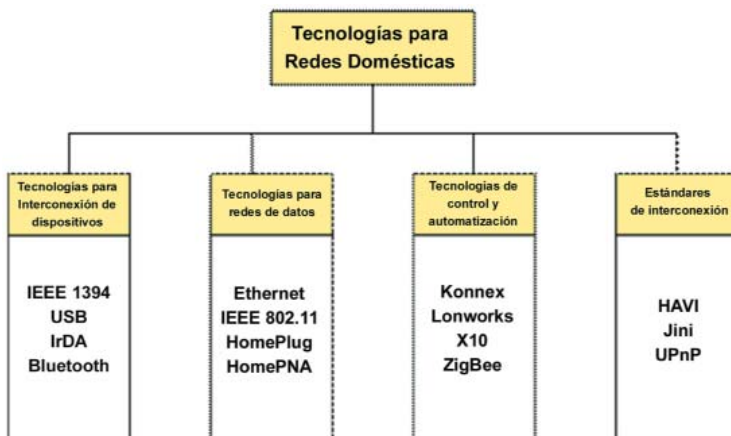 Tecnologías para
Redes Domésticas
Tecnologías para
Interconexión de
dispositivos
IEEE 1394
USB
IrDA
Bluetooth
Tecnologías para
redes de datos
Ethernet
IEEE 802.11
HomePlug
HomePNA
Tecnologías de
control y
automatización
Konnex
Lonworks
X10
ZigBee
Estándares
de interconexión
HAVI
Jini
UPnP